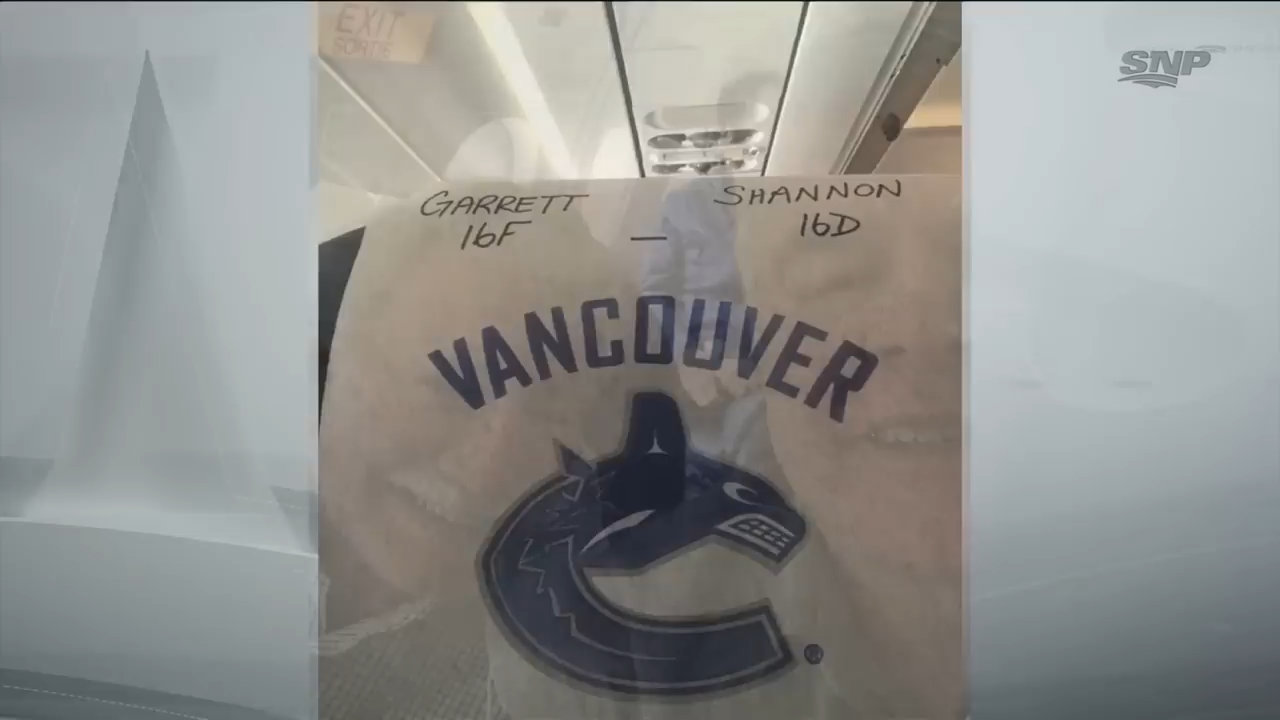 EXIT
SORTIE
SNP
GARRETT
16F
—
SHANNON
16D
VANCOUVER
®